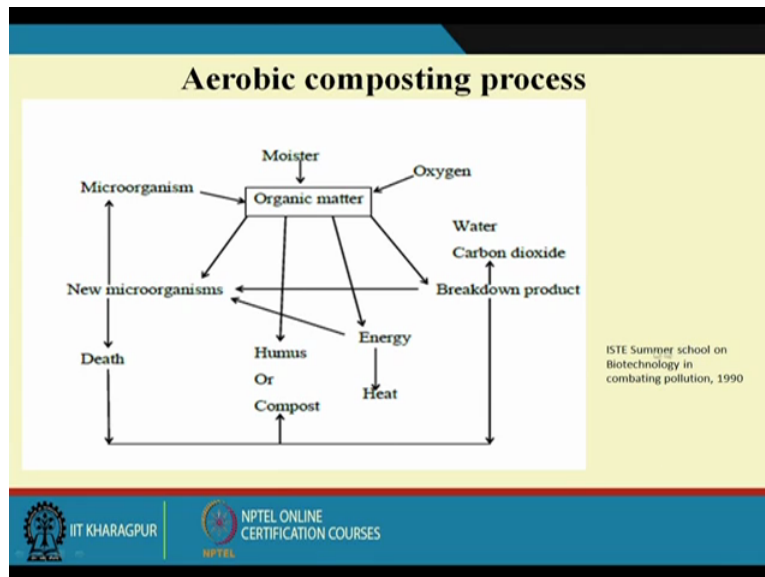 Aerobic composting process
Moister
Oxygen
Microorganism
Organic matter
Water
Carbon dioxide
New microorganisms
Breakdown product
Energy
Humus
Death
Or
Heat
Compost
ISTE Summer school on
Biotechnology in
combating pollution, 1990
IIT KHARAGPUR
NPTEL ONLINE
CERTIFICATION COURSES
NPTEL